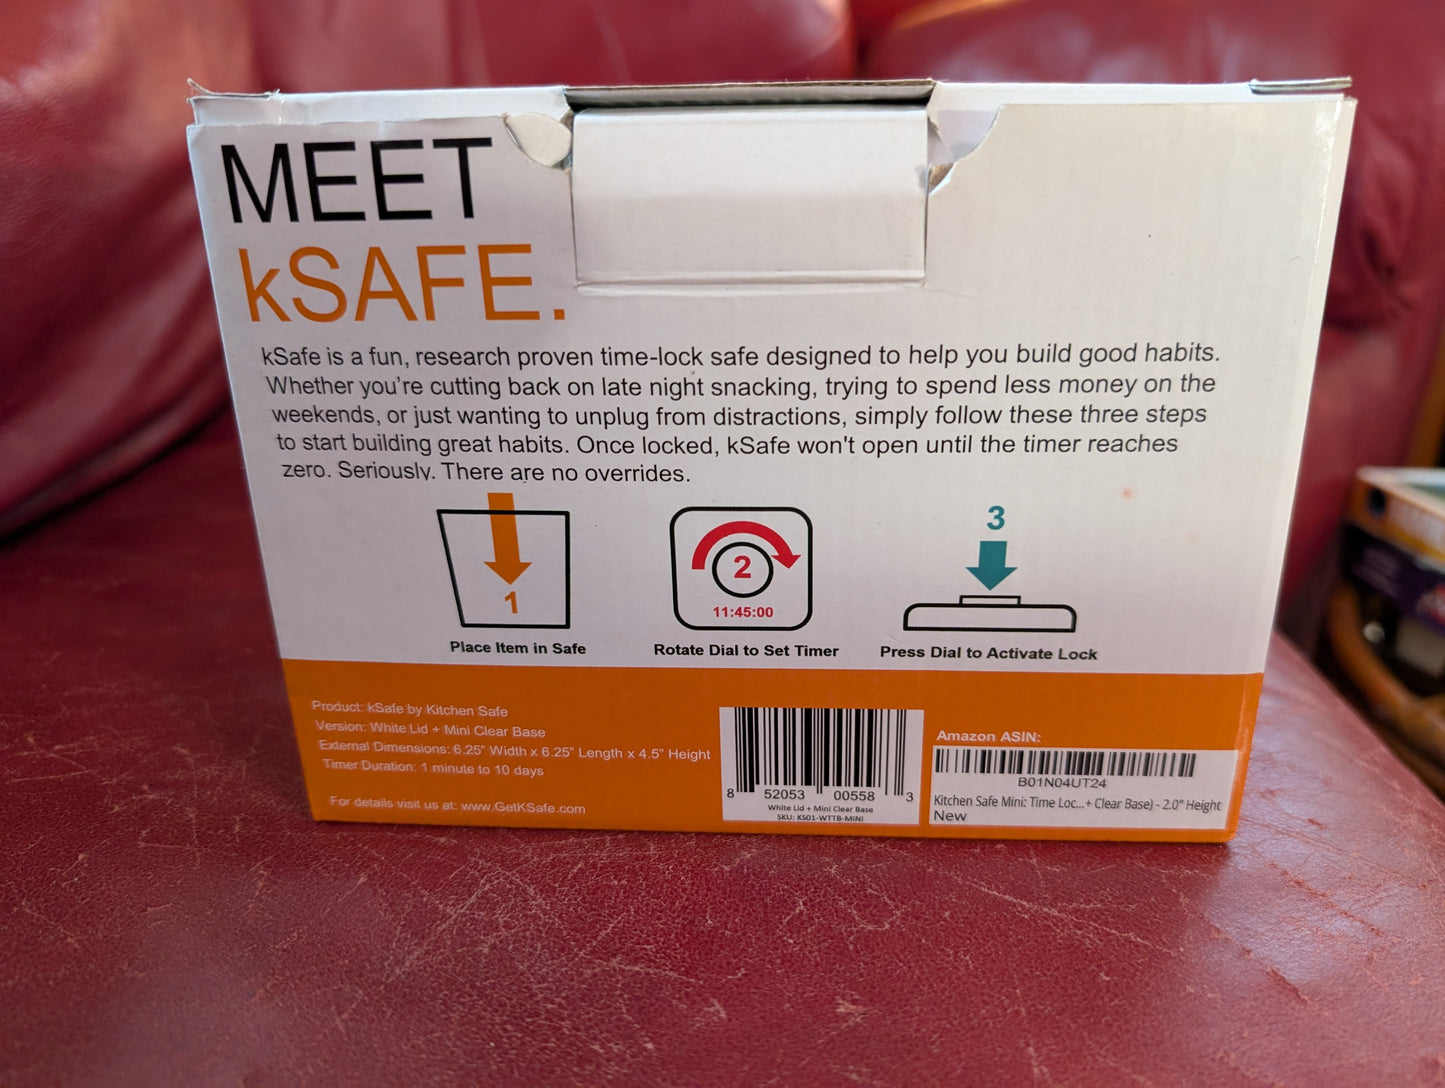 MEET
kSAFE.
kSafe is a fun, research proven time-lock safe designed to help you build good habits.
Whether you're cutting back on late night snacking, trying to spend less money on the
weekends, or just wanting to unplug from distractions, simply follow these three steps
to start building great habits. Once locked, kSafe won't open until the timer reaches
zero. Seriously. There are no overrides.
1
Place Item in Safe
2
11:45:00
Rotate Dial to Set Timer
3
Press Dial to Activate Lock
Product: kSafe by Kitchen Safe
Version: White Lid + Mini Clear Base
External Dimensions: 6.25" Width x 6.25" Length x 4.5" Height
Timer Duration: 1 minute to 10 days
For details visit us at: www.GetKSafe.com
8 52053 00558 3
White Lid + Mini Clear Base
SKU: KS01-WTTB-MINI
Amazon ASIN:
B01N04UT24
Kitchen Safe Mini: Time Loc...+ Clear Base) - 2.0" Height
New